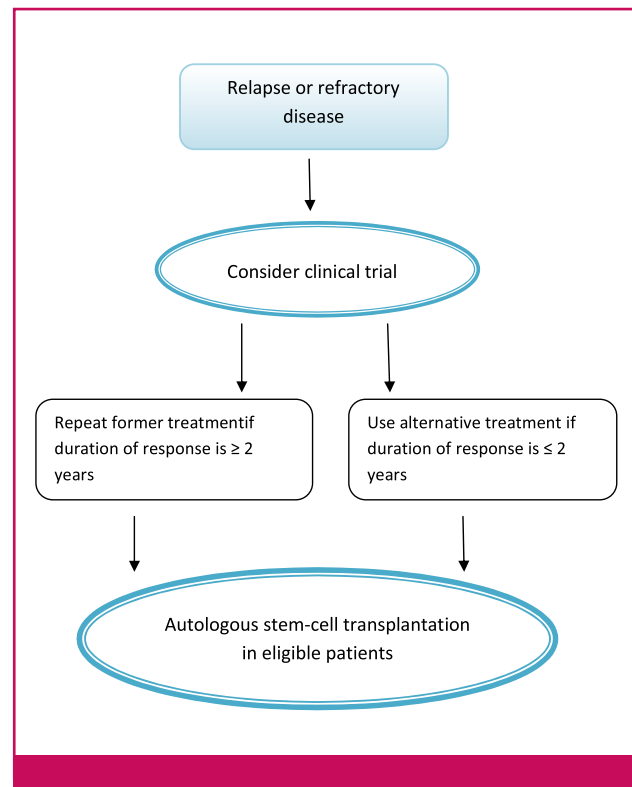 Relapse or refractory
disease
Consider clinical trial
Repeat former treatmentif
duration of response is ≥ 2
years
Use alternative treatment if
duration of response is ≤ 2
years
Autologous stem-cell transplantation
in eligible patients